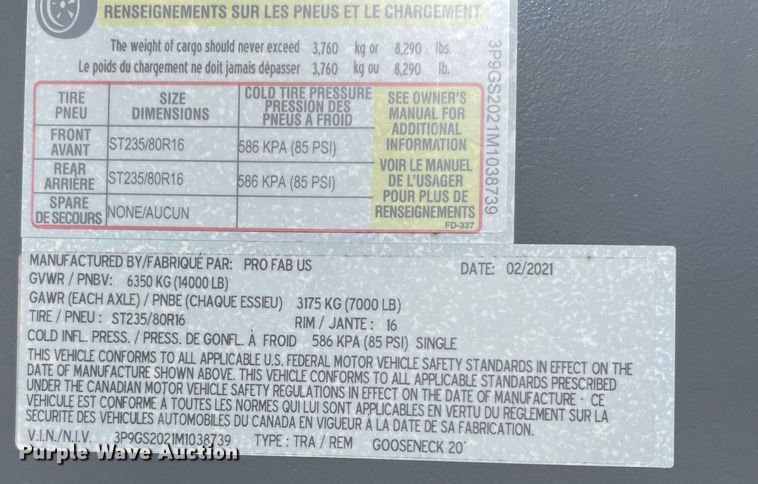 RENSEIGNEMENTS SUR LES PNEUS ET LE CHARGEMENT
The weight of cargo should never exceed 3,760 kg or 8,290 lbs.
Le poids du chargement ne doit jamais dépasser 3,760 kg ou 8,290 lb.
TIRE
PNEU
SIZE
DIMENSIONS
COLD TIRE PRESSURE
PRESSION DES
PNEUS A FROID
SEE OWNER'S
MANUAL FOR
ADDITIONAL
INFORMATION
VOIR LE MANUEL
DE L'USAGER
POUR PLUS DE
RENSEIGNEMENTS
FRONT
AVANT
ST235/80R16
586 KPA (85 PSI)
REAR
ARRIÈRE
ST235/80R16
586 KPA (85 PSI)
SPARE
DE SECOURS
NONE/AUCUN
FD-337
3P9GS2021M1038739
MANUFACTURED BY/FABRIQUÉ PAR: PRO FAB US DATE: 02/2021
GVWR / PNBV: 6350 KG (14000 LB)
GAWR (EACH AXLE) / PNBE (CHAQUE ESSIEU) 3175 KG (7000 LB)
TIRE / PNEU : ST235/80R16 RIM / JANTE : 16
COLD INFL. PRESS. / PRESS. DE GONFL. À FROID 586 KPA (85 PSI) SINGLE
THIS VEHICLE CONFORMS TO ALL APPLICABLE U.S. FEDERAL MOTOR VEHICLE SAFETY STANDARDS IN EFFECT ON THE
DATE OF MANUFACTURE SHOWN ABOVE. THIS VEHICLE CONFORMS TO ALL APPLICABLE STANDARDS PRESCRIBED
UNDER THE CANADIAN MOTOR VEHICLE SAFETY REGULATIONS IN EFFECT ON THE DATE OF MANUFACTURE - CE
VÉHICULE EST CONFORME À TOUTES LES NORMES QUI LUI SONT APPLICABLES EN VERTU DU RÈGLEMENT SUR LA
SÉCURITÉ DES VÉHICULES AUTOMOBILES DU CANADA EN VIGUEUR À LA DATE DE SA FABRICATION.
V.I.N./N.I.V. 3P9GS2021M1038739 TYPE : TRA / REM GOOSENECK 20'
Purple Wave Auction